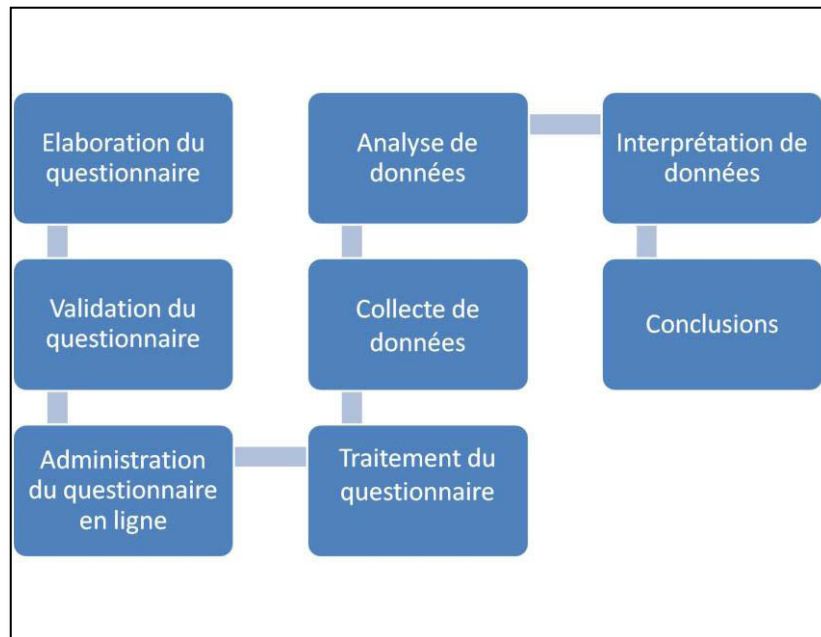 Elaboration du
questionnaire
Validation du
questionnaire
Administration
du questionnaire
en ligne
Traitement du
questionnaire
Collecte de
données
Analyse de
données
Interprétation de
données
Conclusions